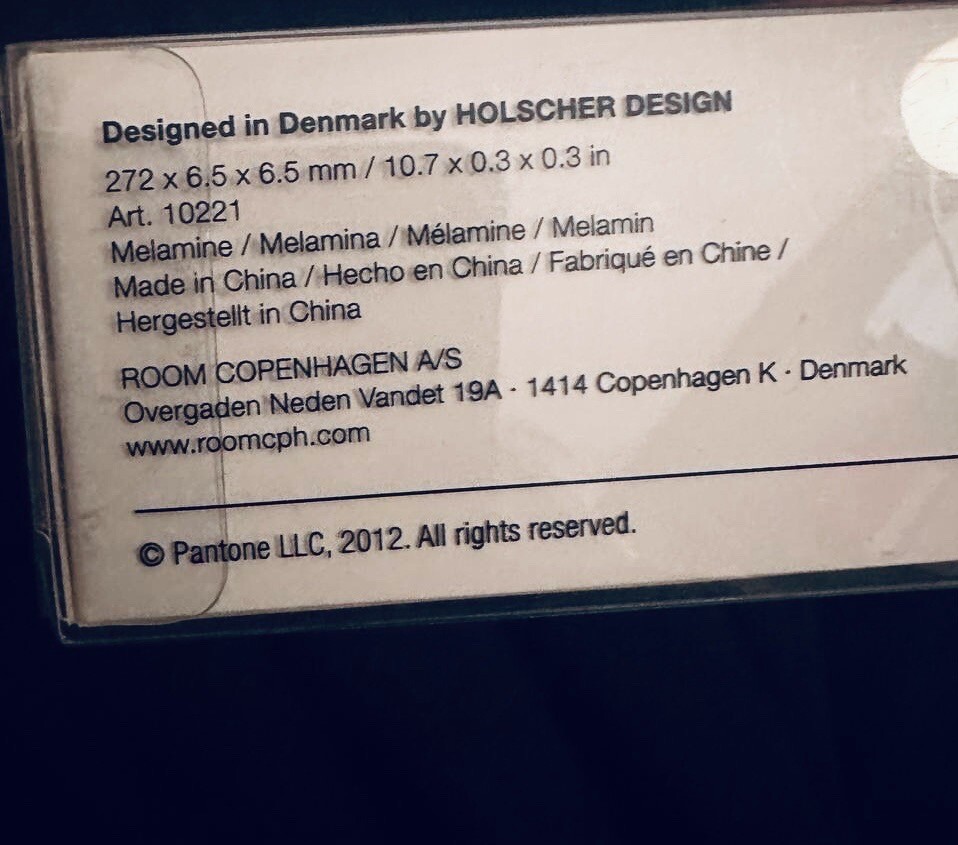 Designed in Denmark by HOLSCHER DESIGN
272 x 6.5 x 6.5 mm / 10.7 x 0.3 x 0.3 in
Art. 10221
Melamine / Melamina / Mélamine / Melamin
Made in China / Hecho en China / Fabriqué en Chine /
Hergestellt in China
ROOM COPENHAGEN A/S
Overgaden Neden Vandet 19A · 1414 Copenhagen K · Denmark
www.roomcph.com
© Pantone LLC, 2012. All rights reserved.